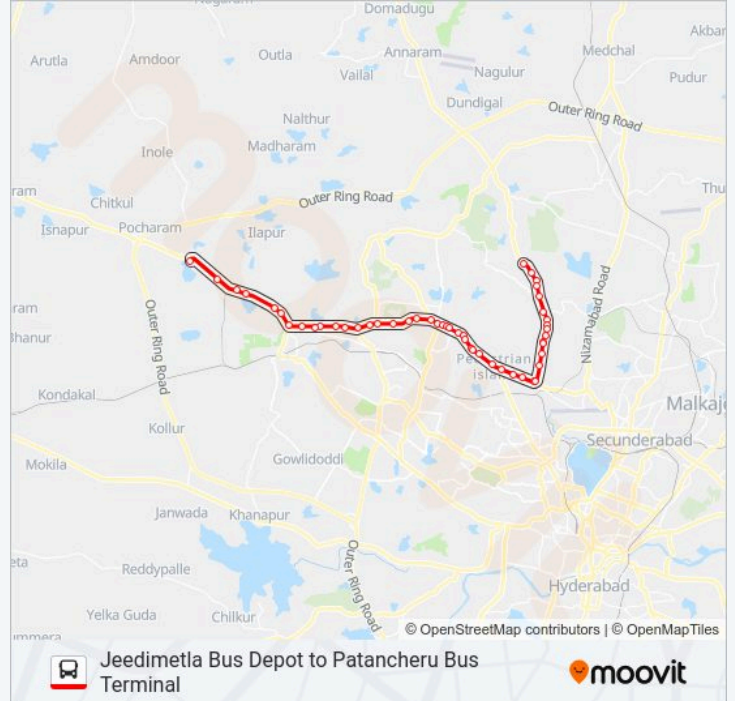 Nagaram
Domadugu
Akbar
Arutla
Amdoor
Outla
Annaram
Medchal
Vailal
Nagulur
Pudur
Dundigal
Outer Ring Road
Nalthur
Inole
Madharam
Thu
ram
Chitkul
Outer Ring Road
Isnapur
Pocharam
Ilapur
Nizamabad Road
ram
Outer Ring Road
Bhanur
Pedestrian
island
Kondakal
Malkaje
Kollur
Secunderabad
Gowlidoddi
Mokila
Janwada
Khanapur
Outer Ring Road
eta
Reddypalle
Hyderabad
Yelka Guda
Chilkur
© OpenStreetMap contributors | © OpenMapTiles
Jeedimetla Bus Depot to Patancheru Bus
Terminal
moovit